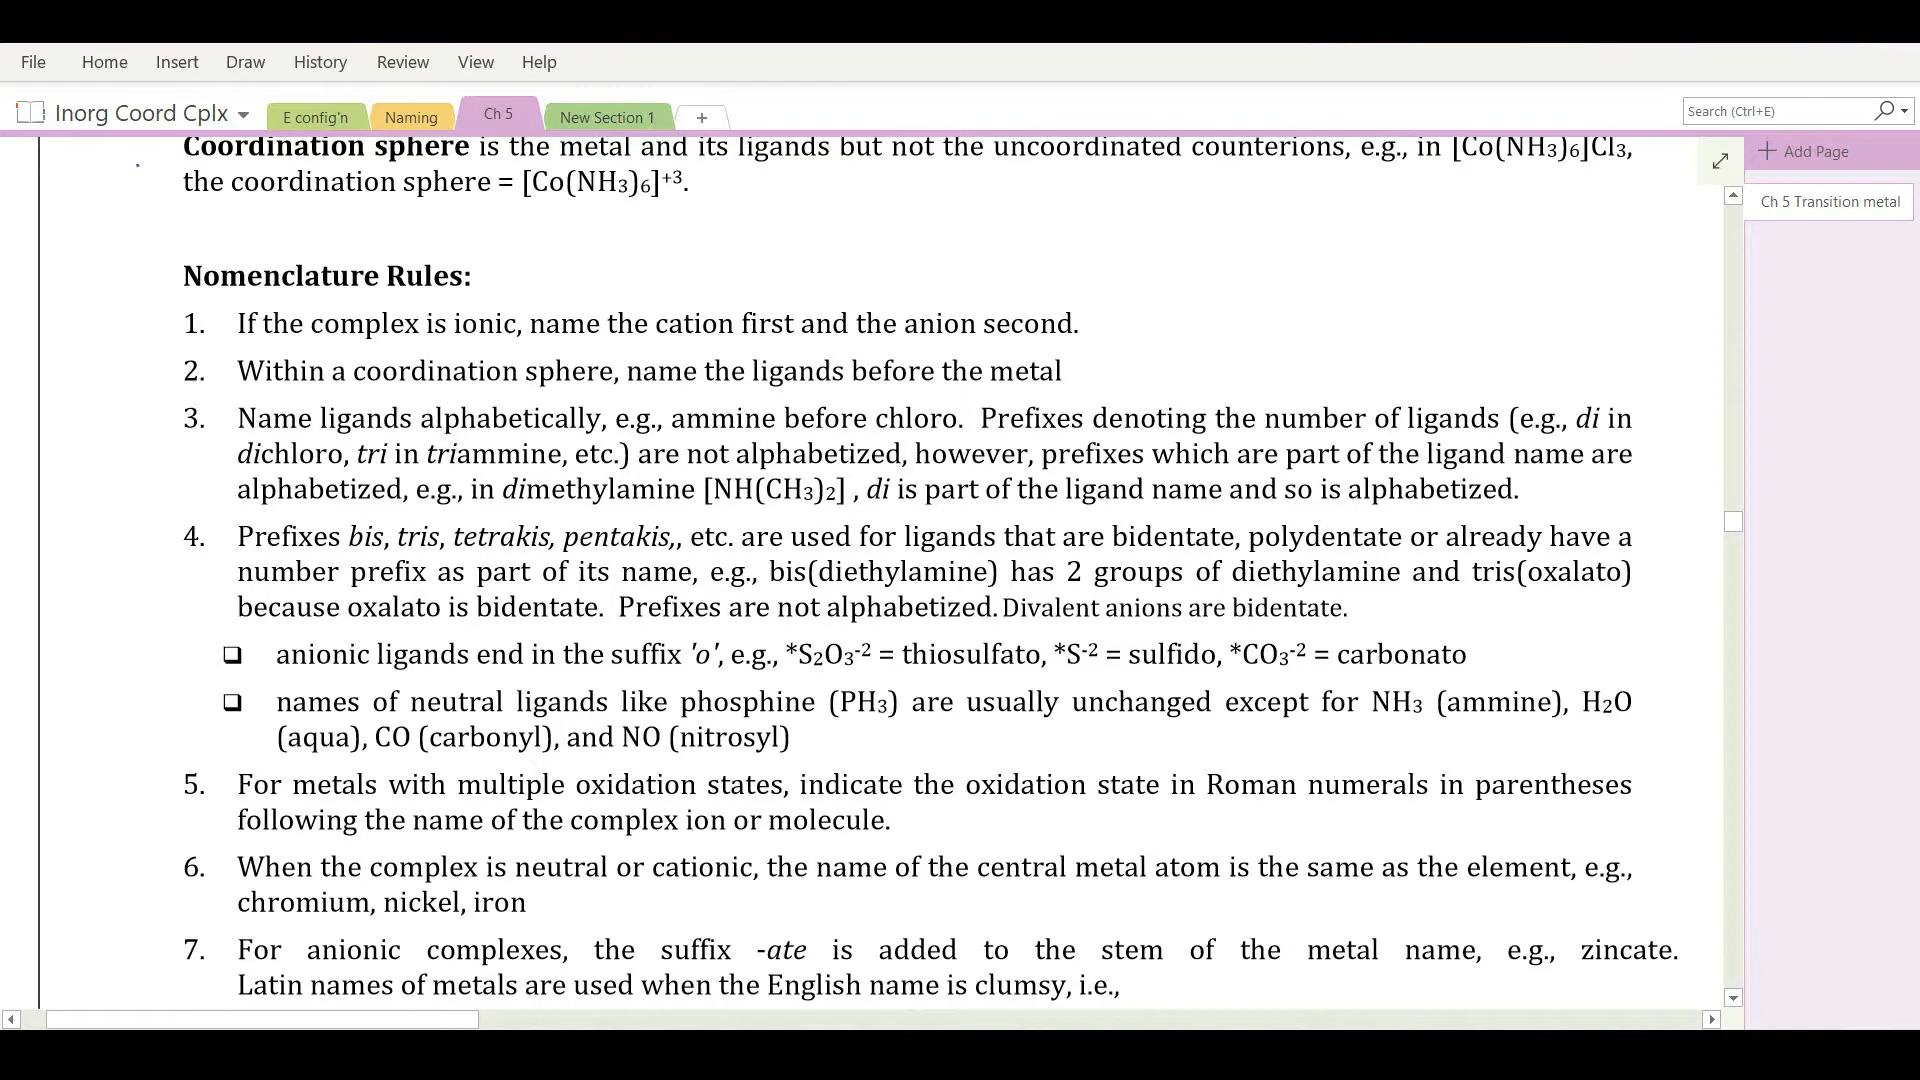 File Home Insert Draw History Review View Help
Inorg Coord Cplx E config'n Naming Ch 5 New Section 1 + Search (Ctrl+E)
Add Page
Ch 5 Transition metal
Coordination sphere is the metal and its ligands but not the uncoordinated counterions, e.g., in [Co(NH₃)₆]Cl₃,
the coordination sphere = [Co(NH₃)₆]⁺³.
Nomenclature Rules:
1. If the complex is ionic, name the cation first and the anion second.
2. Within a coordination sphere, name the ligands before the metal
3. Name ligands alphabetically, e.g., ammine before chloro. Prefixes denoting the number of ligands (e.g., di in
dichloro, tri in triammine, etc.) are not alphabetized, however, prefixes which are part of the ligand name are
alphabetized, e.g., in dimethylamine [NH(CH₃)₂] , di is part of the ligand name and so is alphabetized.
4. Prefixes bis, tris, tetrakis, pentakis,, etc. are used for ligands that are bidentate, polydentate or already have a
number prefix as part of its name, e.g., bis(diethylamine) has 2 groups of diethylamine and tris(oxalato)
because oxalato is bidentate. Prefixes are not alphabetized. Divalent anions are bidentate.
❑ anionic ligands end in the suffix 'o', e.g., *S₂O₃⁻² = thiosulfato, *S⁻² = sulfido, *CO₃⁻² = carbonato
❑ names of neutral ligands like phosphine (PH₃) are usually unchanged except for NH₃ (ammine), H₂O
(aqua), CO (carbonyl), and NO (nitrosyl)
5. For metals with multiple oxidation states, indicate the oxidation state in Roman numerals in parentheses
following the name of the complex ion or molecule.
6. When the complex is neutral or cationic, the name of the central metal atom is the same as the element, e.g.,
chromium, nickel, iron
7. For anionic complexes, the suffix -ate is added to the stem of the metal name, e.g., zincate.
Latin names of metals are used when the English name is clumsy, i.e.,